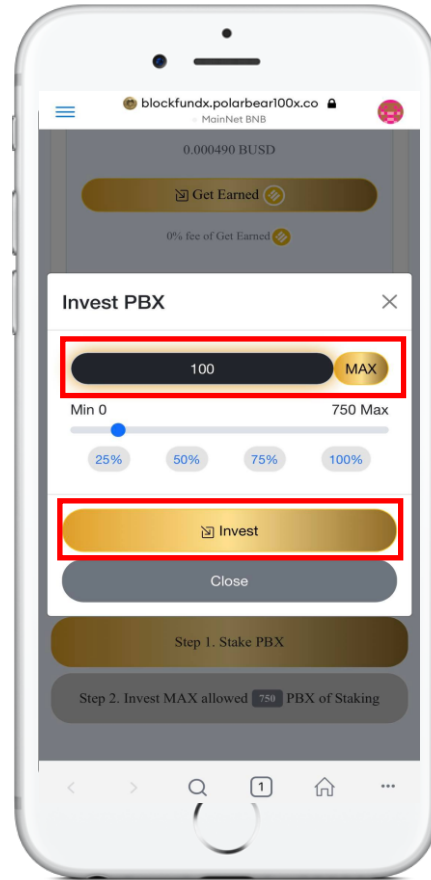 blockfundx.polarbear100x.co
MainNet BNB
0.000490 BUSD
Get Earned
0% fee of Get Earned
Invest PBX
100 MAX
Min 0 750 Max
25% 50% 75% 100%
Invest
Close
Step 1. Stake PBX
Step 2. Invest MAX allowed 750 PBX of Staking
1